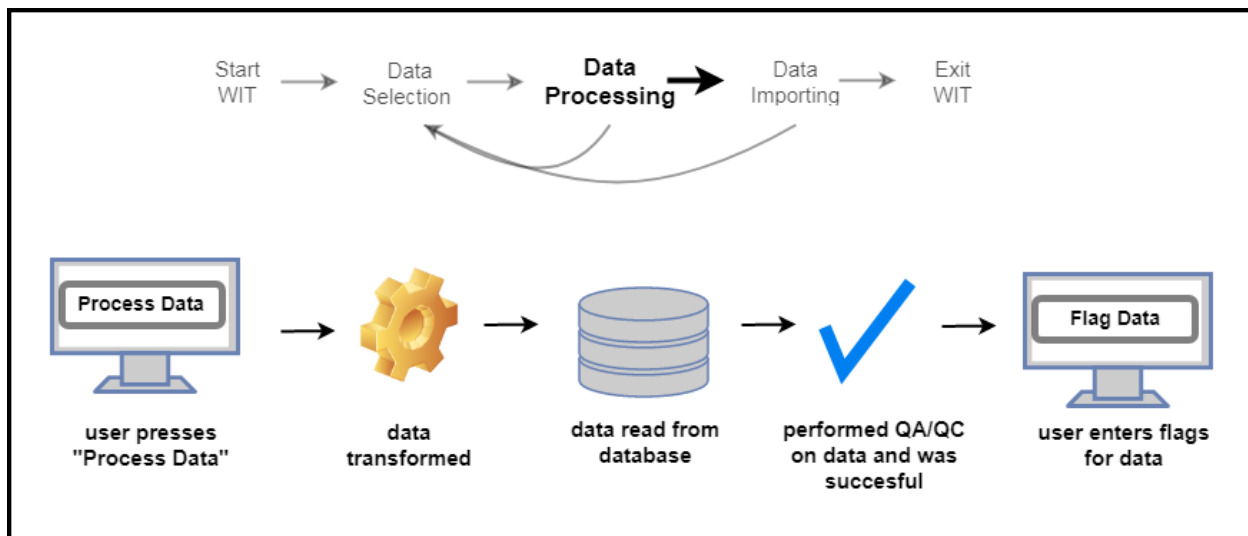 Start
WIT
Data
Selection
Data
Processing
Data
Importing
Exit
WIT
Process Data
Flag Data
user presses
"Process Data"
data
transformed
data read from
database
performed QA/QC
on data and was
succesful
user enters flags
for data